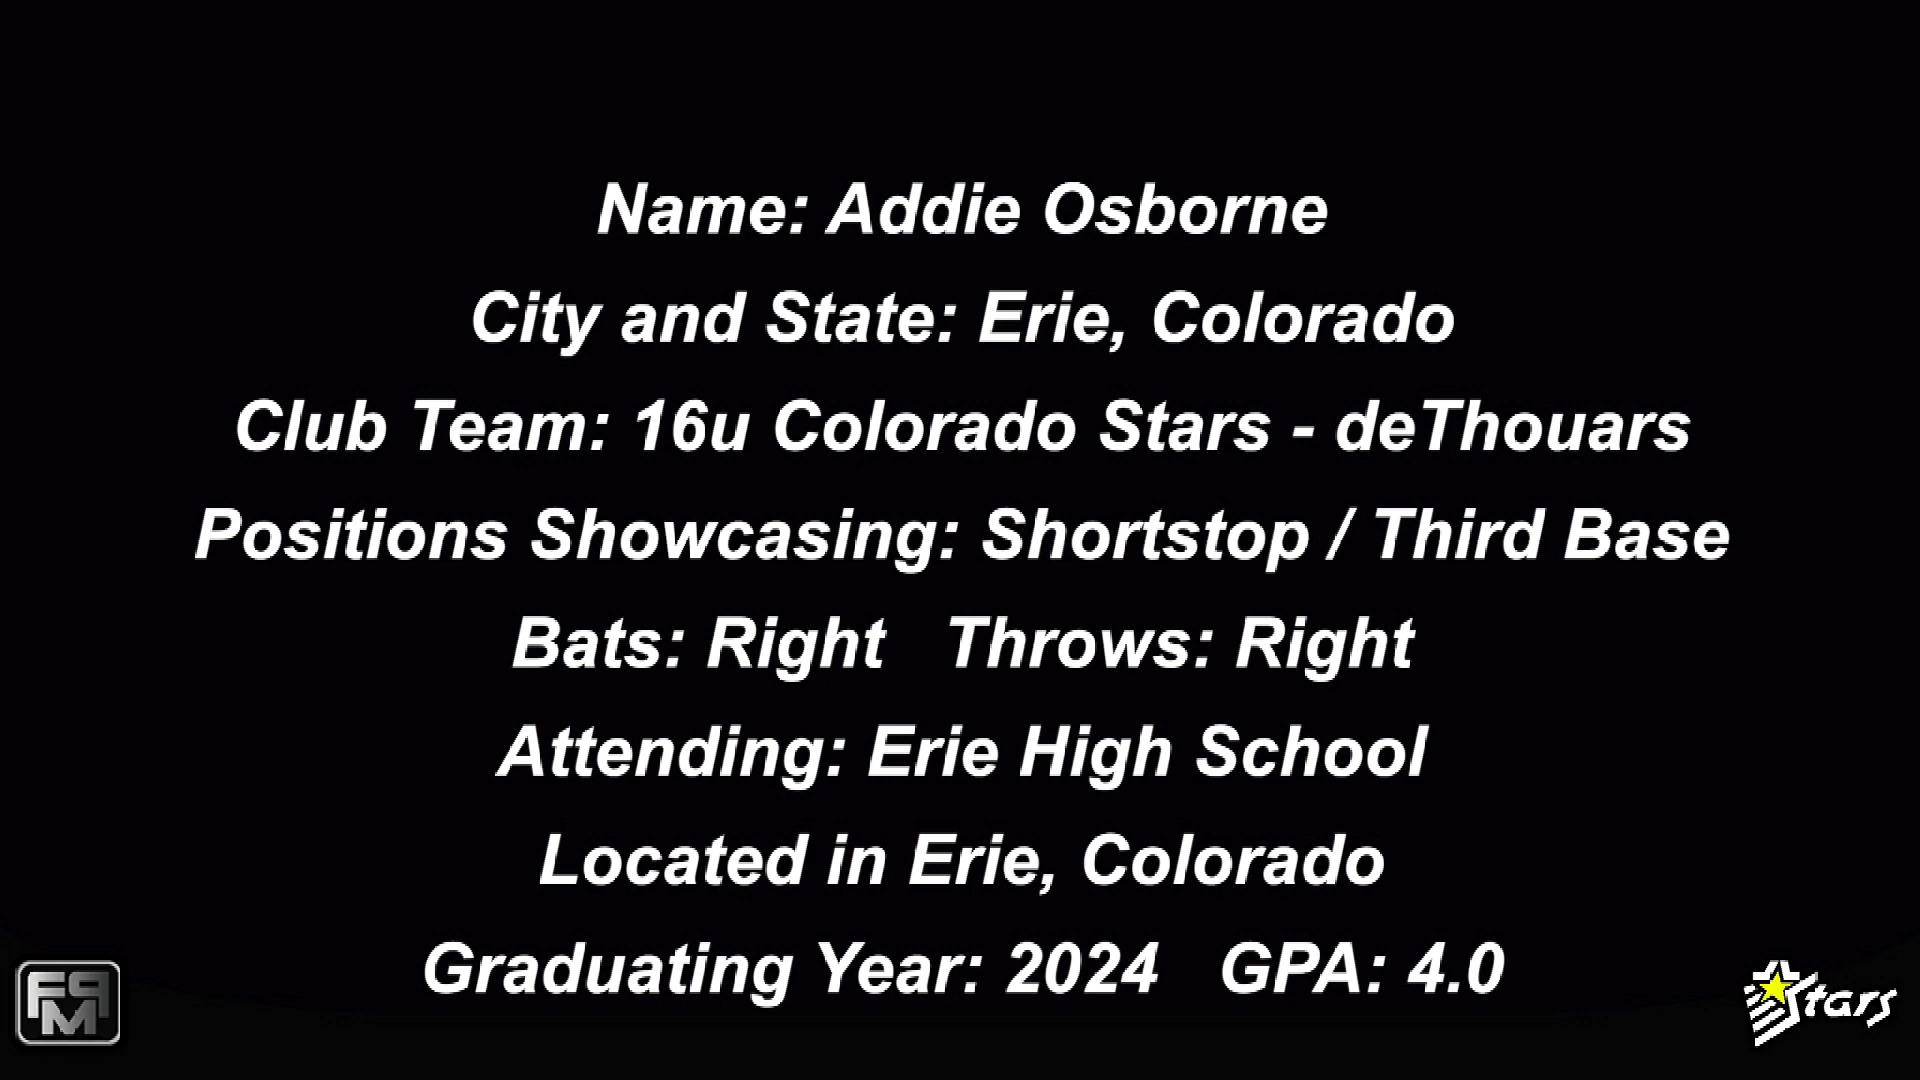 Name: Addie Osborne
City and State: Erie, Colorado
Club Team: 16u Colorado Stars - deThouars
Positions Showcasing: Shortstop / Third Base
Bats: Right   Throws: Right
Attending: Erie High School
Located in Erie, Colorado
Graduating Year: 2024   GPA: 4.0
FPM
Stars